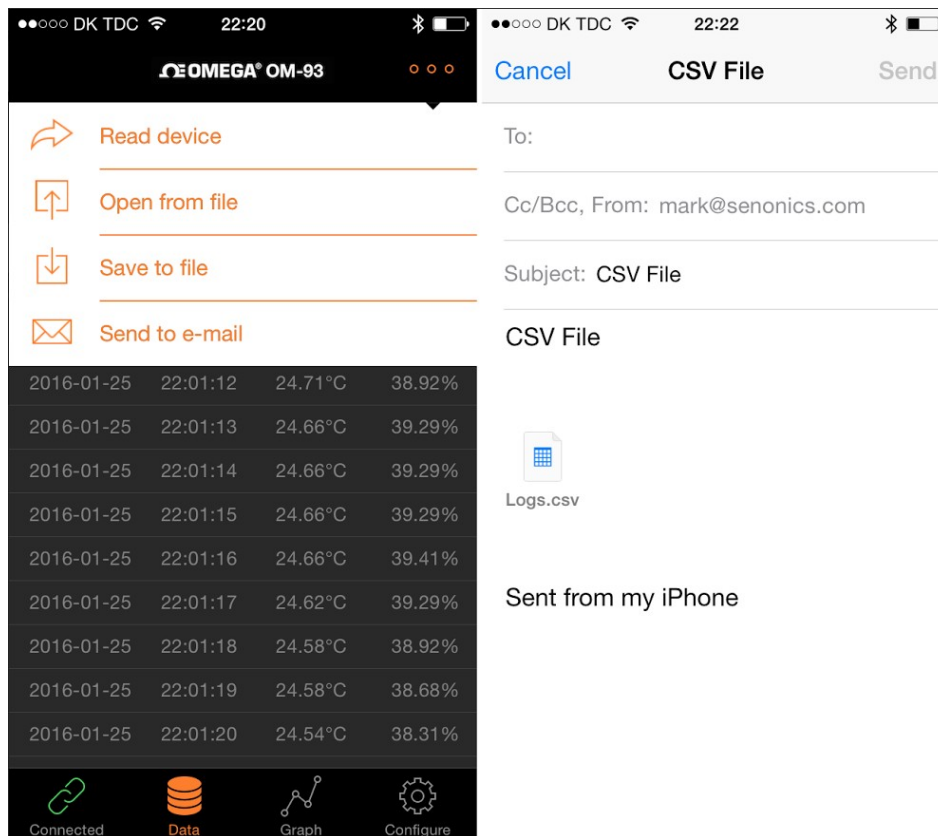 DK TDC 22:20
OMEGA® OM-93
Read device
Open from file
Save to file
Send to e-mail
2016-01-25 22:01:12 24.71°C 38.92%
2016-01-25 22:01:13 24.66°C 39.29%
2016-01-25 22:01:14 24.66°C 39.29%
2016-01-25 22:01:15 24.66°C 39.29%
2016-01-25 22:01:16 24.66°C 39.41%
2016-01-25 22:01:17 24.62°C 39.29%
2016-01-25 22:01:18 24.58°C 38.92%
2016-01-25 22:01:19 24.58°C 38.68%
2016-01-25 22:01:20 24.54°C 38.31%
Connected Data Graph Configure
DK TDC 22:22
Cancel CSV File Send
To:
Cc/Bcc, From: mark@senonics.com
Subject: CSV File
CSV File
Logs.csv
Sent from my iPhone